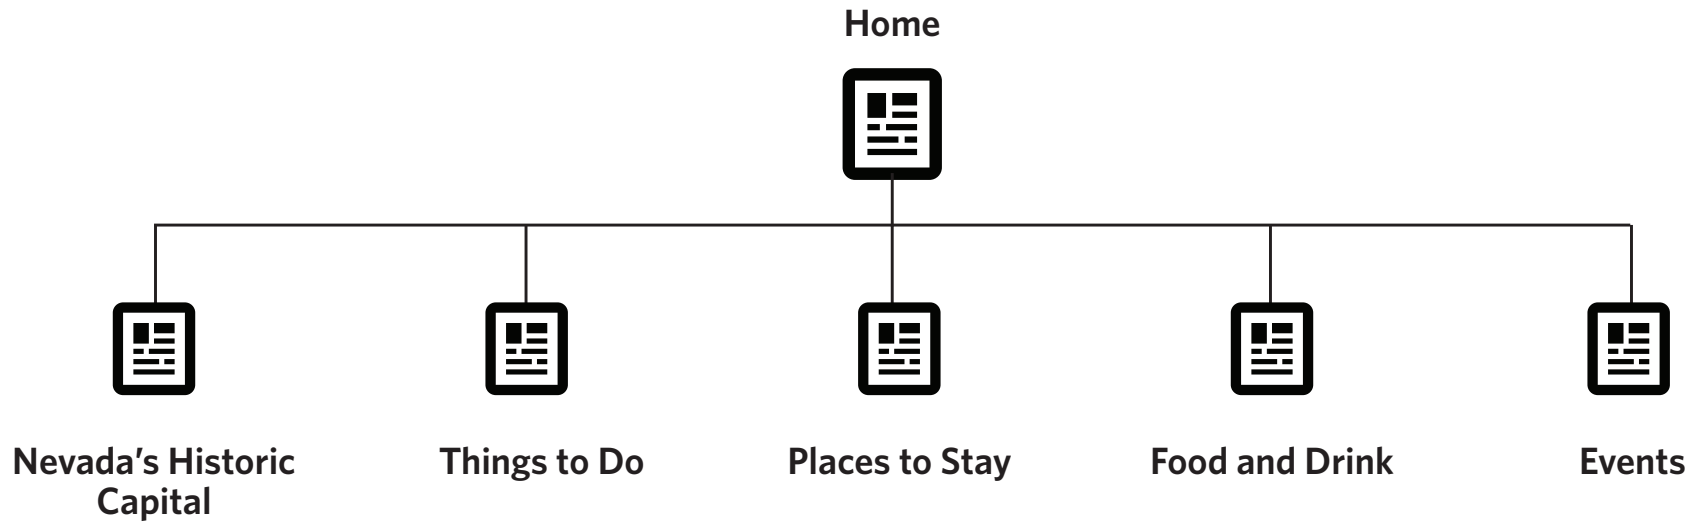 Home
Nevada's Historic
Capital
Things to Do
Places to Stay
Food and Drink
Events